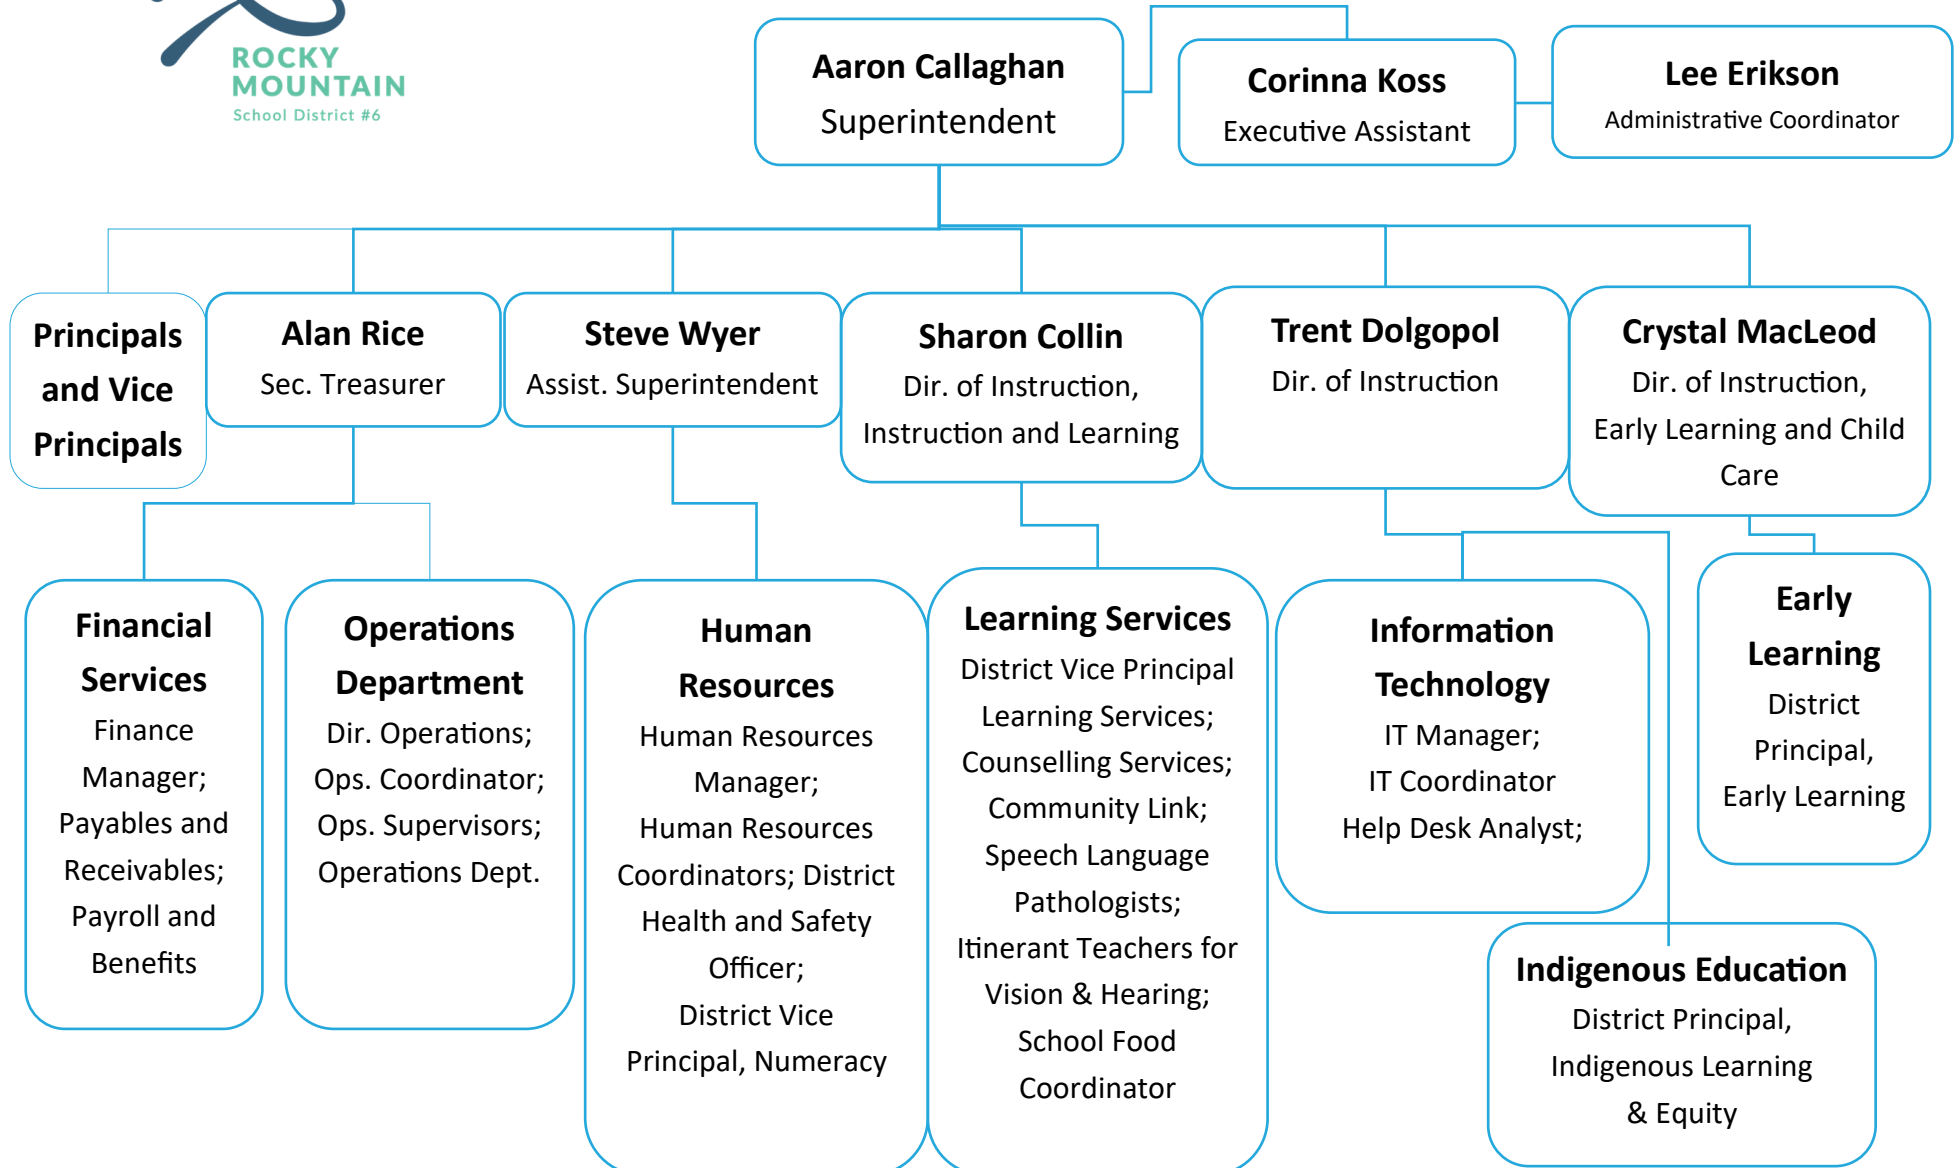 ROCKY
MOUNTAIN
School District #6
Aaron Callaghan
Superintendent
Corinna Koss
Executive Assistant
Lee Erikson
Administrative Coordinator
Principals
and Vice
Principals
Alan Rice
Sec. Treasurer
Steve Wyer
Assist. Superintendent
Sharon Collin
Dir. of Instruction,
Instruction and Learning
Trent Dolgopol
Dir. of Instruction
Crystal MacLeod
Dir. of Instruction,
Early Learning and Child
Care
Financial
Services
Finance
Manager;
Payables and
Receivables;
Payroll and
Benefits
Operations
Department
Dir. Operations;
Ops. Coordinator;
Ops. Supervisors;
Operations Dept.
Human
Resources
Human Resources
Manager;
Human Resources
Coordinators; District
Health and Safety
Officer;
District Vice
Principal, Numeracy
Learning Services
District Vice Principal
Learning Services;
Counselling Services;
Community Link;
Speech Language
Pathologists;
Itinerant Teachers for
Vision & Hearing;
School Food
Coordinator
Information
Technology
IT Manager;
IT Coordinator
Help Desk Analyst;
Early
Learning
District
Principal,
Early Learning
Indigenous Education
District Principal,
Indigenous Learning
& Equity